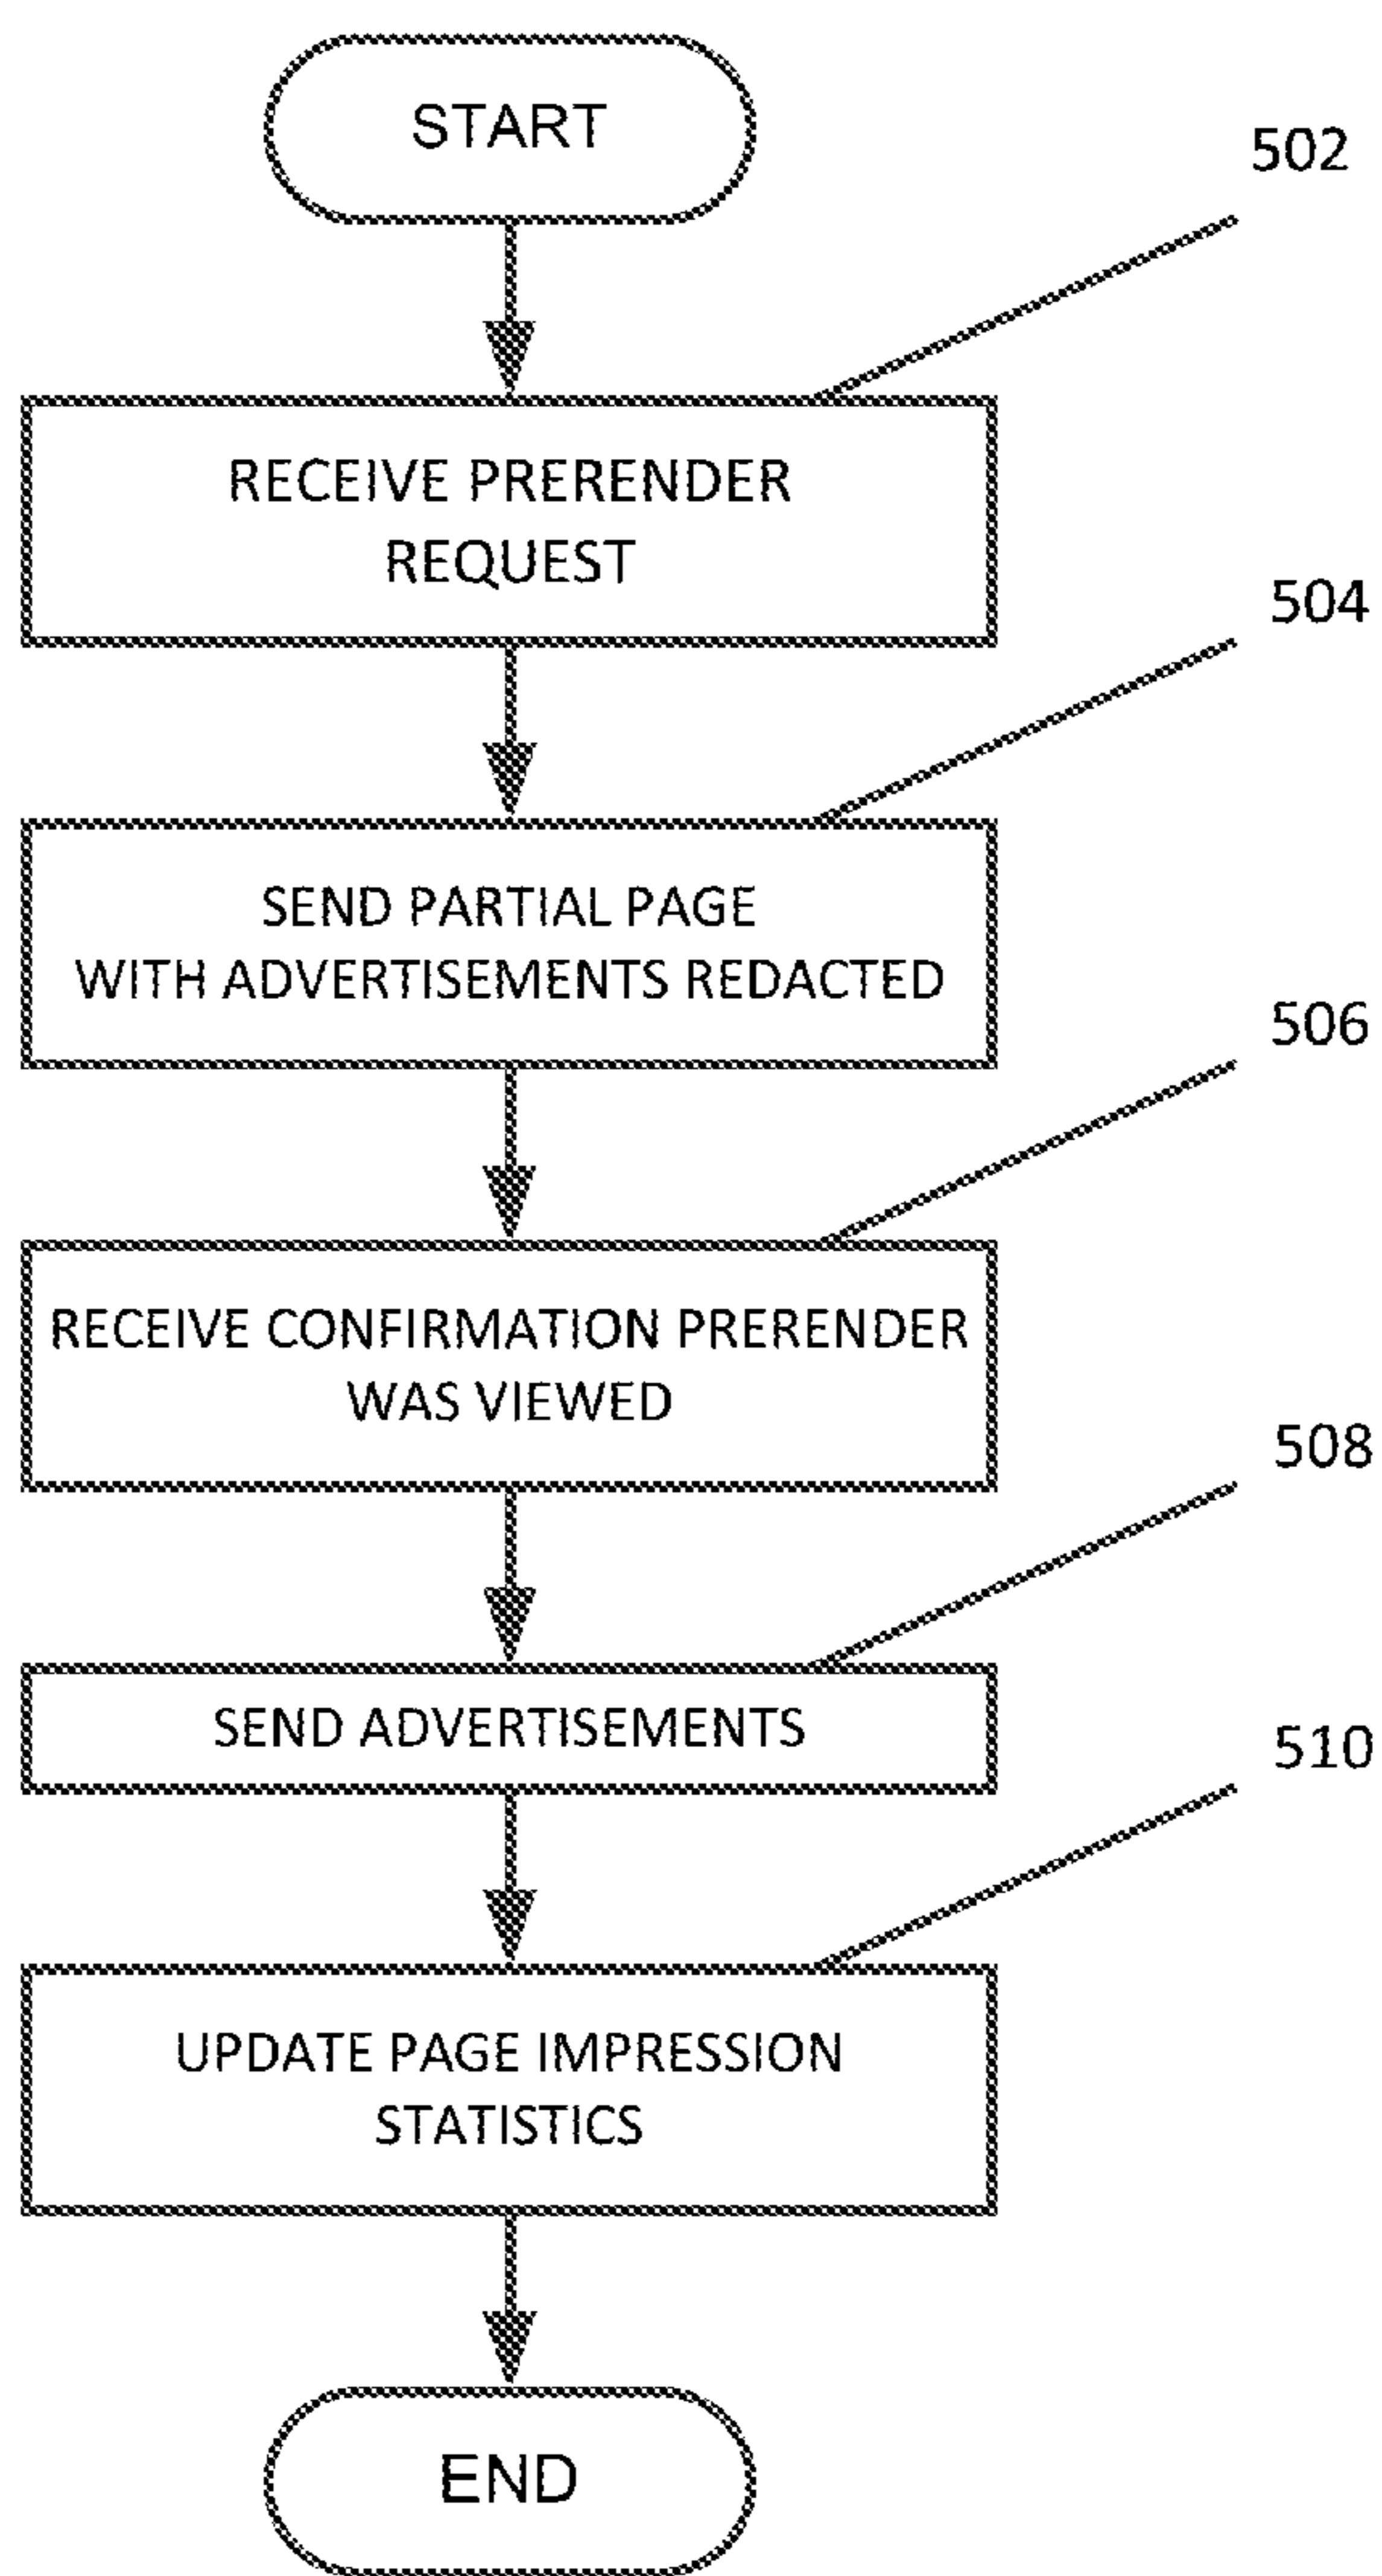 START
502
RECEIVE PRERENDER
REQUEST
504
SEND PARTIAL PAGE
WITH ADVERTISEMENTS REDACTED
506
RECEIVE CONFIRMATION PRERENDER
WAS VIEWED
508
SEND ADVERTISEMENTS
510
UPDATE PAGE IMPRESSION
STATISTICS
END